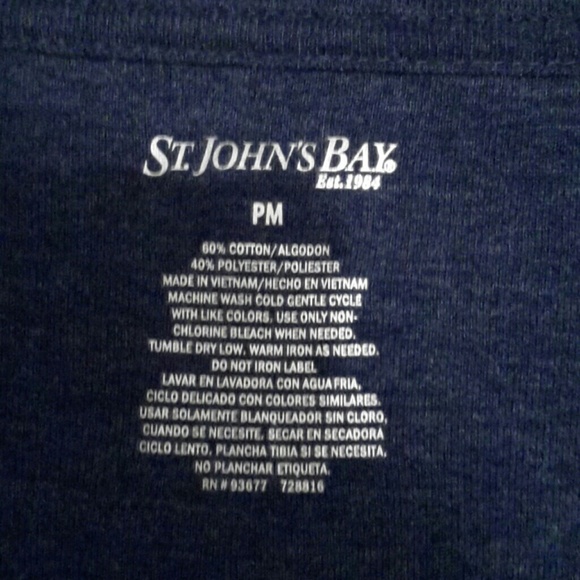 ST. JOHN'S BAY®
Est. 1984
PM
60% COTTON/ALGODON
40% POLYESTER/POLIESTER
MADE IN VIETNAM/HECHO EN VIETNAM
MACHINE WASH COLD GENTLE CYCLE
WITH LIKE COLORS. USE ONLY NON-
CHLORINE BLEACH WHEN NEEDED.
TUMBLE DRY LOW. WARM IRON AS NEEDED.
DO NOT IRON LABEL
LAVAR EN LAVADORA CON AGUA FRIA,
CICLO DELICADO CON COLORES SIMILARES.
USAR SOLAMENTE BLANQUEADOR SIN CLORO,
CUANDO SE NECESITE. SECAR EN SECADORA
CICLO LENTO. PLANCHA TIBIA SI SE NECESITA.
NO PLANCHAR ETIQUETA.
RN # 93677 728816